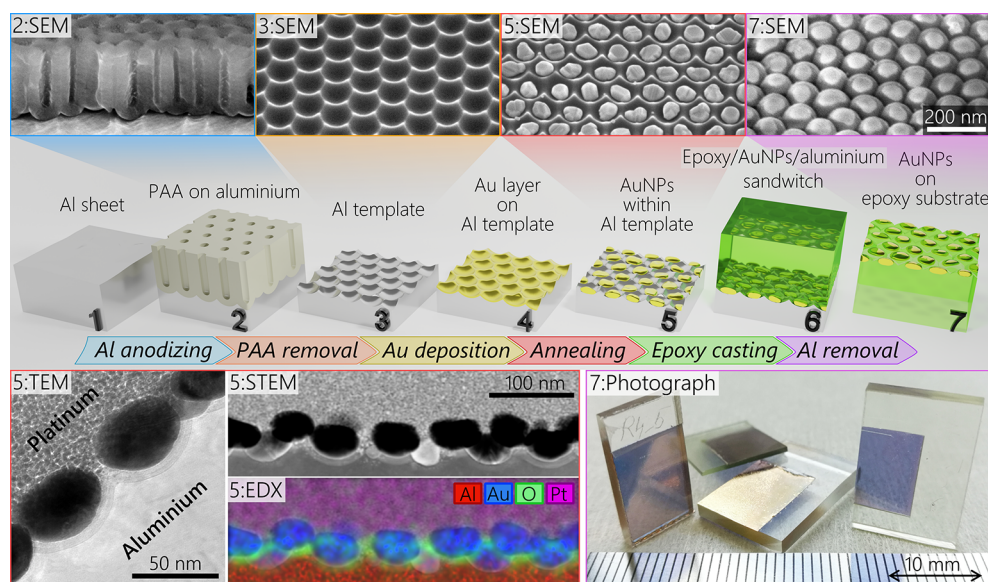 2:SEM
3:SEM
5:SEM
7:SEM
200 nm
Al sheet
PAA on aluminium
Al template
Au layer
on
Al template
AuNPs
within
Al template
Epoxy/AuNPs/aluminium
sandwitch
AuNPs
on
epoxy substrate
1
2
3
4
5
6
7
Al anodizing
PAA removal
Au deposition
Annealing
Epoxy casting
Al removal
5:TEM
Platinum
Aluminium
50 nm
5:STEM
100 nm
5:EDX
Al
Au
O
Pt
7:Photograph
10 mm